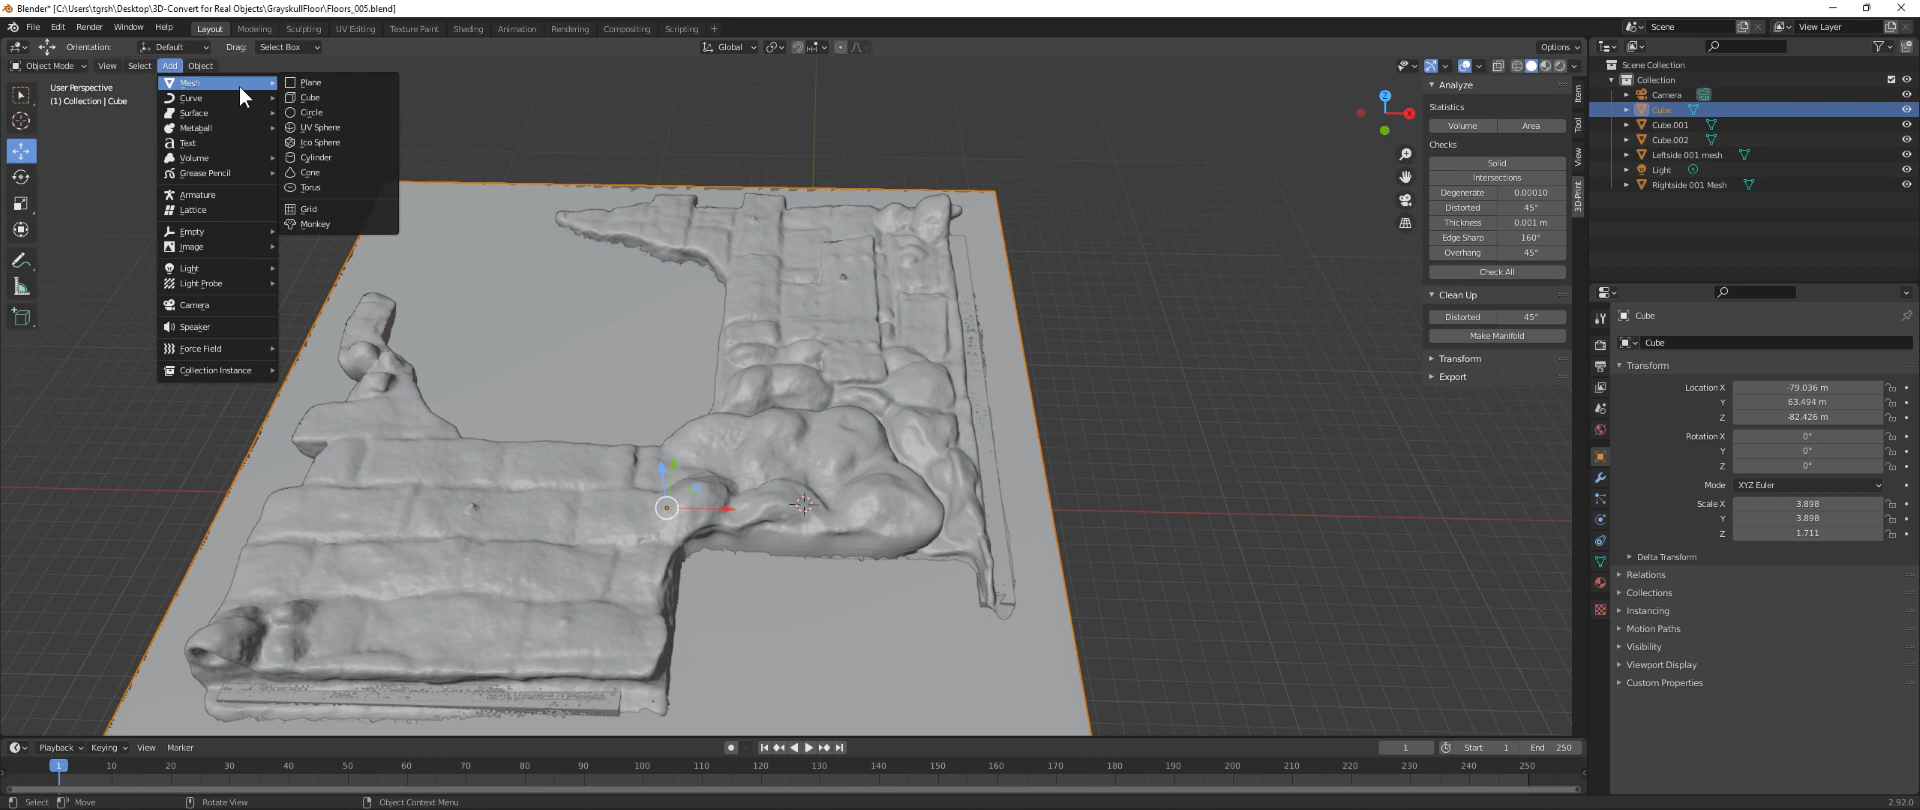 Blender* [C:\Users\tgrsh\Desktop\3D-Convert for Real Objects\GrayskullFloor\Floors_005.blend]
File Edit Render Window Help Layout Modeling Sculpting UV Editing Texture Paint Shading Animation Rendering Compositing Scripting + Scene View Layer
Orientation: Default Drag: Select Box Global Options
Object Mode View Select Add Object
User Perspective
(1) Collection | Cube
Mesh
Curve
Surface
Metaball
Text
Volume
Grease Pencil
Armature
Lattice
Empty
Image
Light
Light Probe
Camera
Speaker
Force Field
Collection Instance
Plane
Cube
Circle
UV Sphere
Ico Sphere
Cylinder
Cone
Torus
Grid
Monkey
Z
X
Analyze
Statistics
Volume Area
Checks
Solid
Intersections
Degenerate 0.00010
Distorted 45°
Thickness 0.001 m
Edge Sharp 160°
Overhang 45°
Check All
Clean Up
Distorted 45°
Make Manifold
Transform
Export
Item
Tool
View
3D-Print
Scene Collection
Collection
Camera
Cube
Cube.001
Cube.002
Leftside 001 mesh
Light
Rightside 001 Mesh
Cube
Cube
Transform
Location X -79.036 m
Y 63.494 m
Z -82.426 m
Rotation X 0°
Y 0°
Z 0°
Mode XYZ Euler
Scale X 3.898
Y 3.898
Z 1.711
Delta Transform
Relations
Collections
Instancing
Motion Paths
Visibility
Viewport Display
Custom Properties
Playback Keying View Marker 1 Start 1 End 250
1 10 20 30 40 50 60 70 80 90 100 110 120 130 140 150 160 170 180 190 200 210 220 230 240 250
Select Move Rotate View Object Context Menu 2.92.0